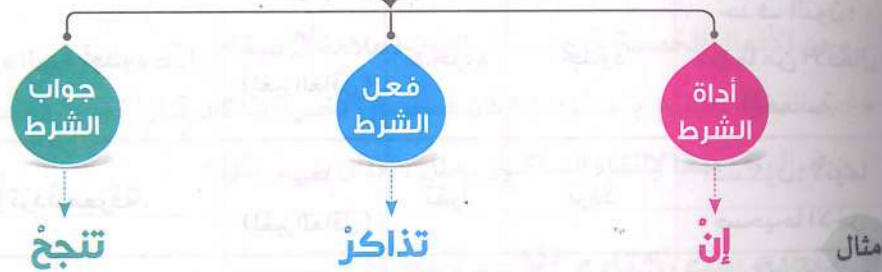 أداة
الشرط
فعل
الشرط
جواب
الشرط
مثال
إنْ
تذاكرْ
تنجحْ